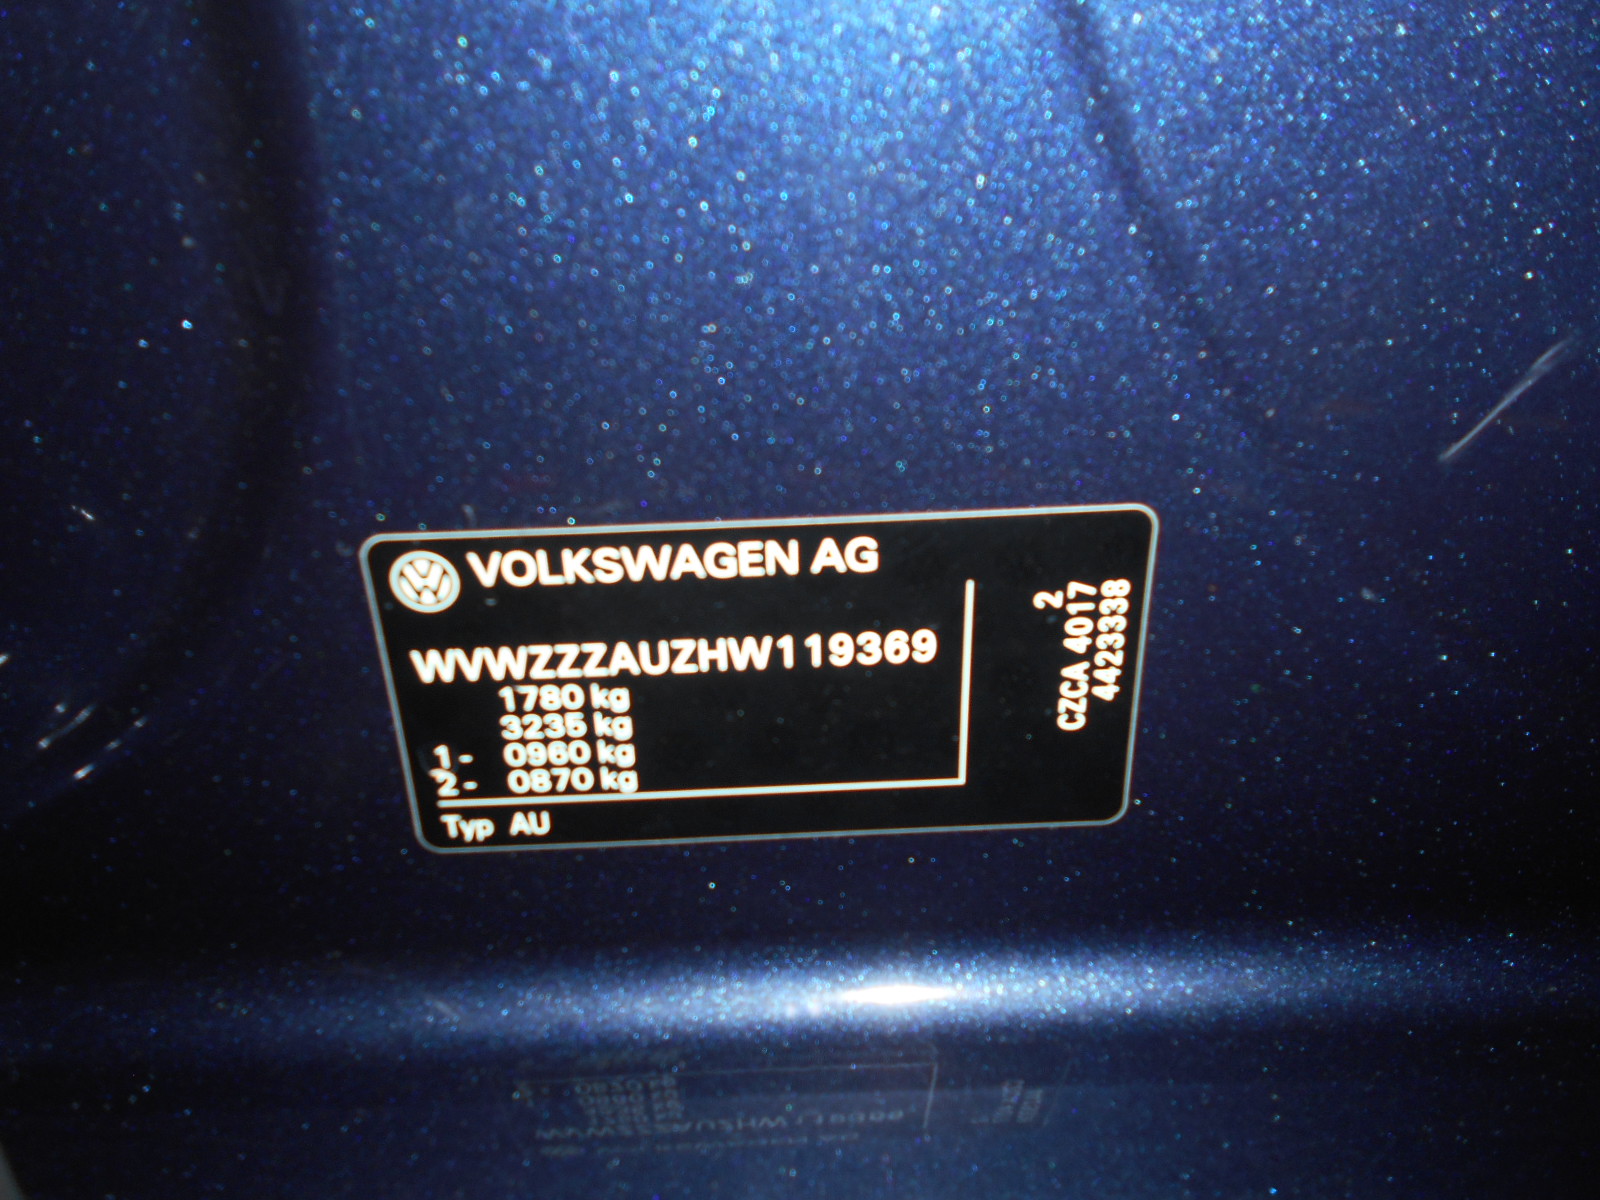 VOLKSWAGEN AG
WVWZZZAUZHW119369
1780 kg
3235 kg
1- 0960 kg
2- 0870 kg
Typ AU
2
CZCA 4017
4423338